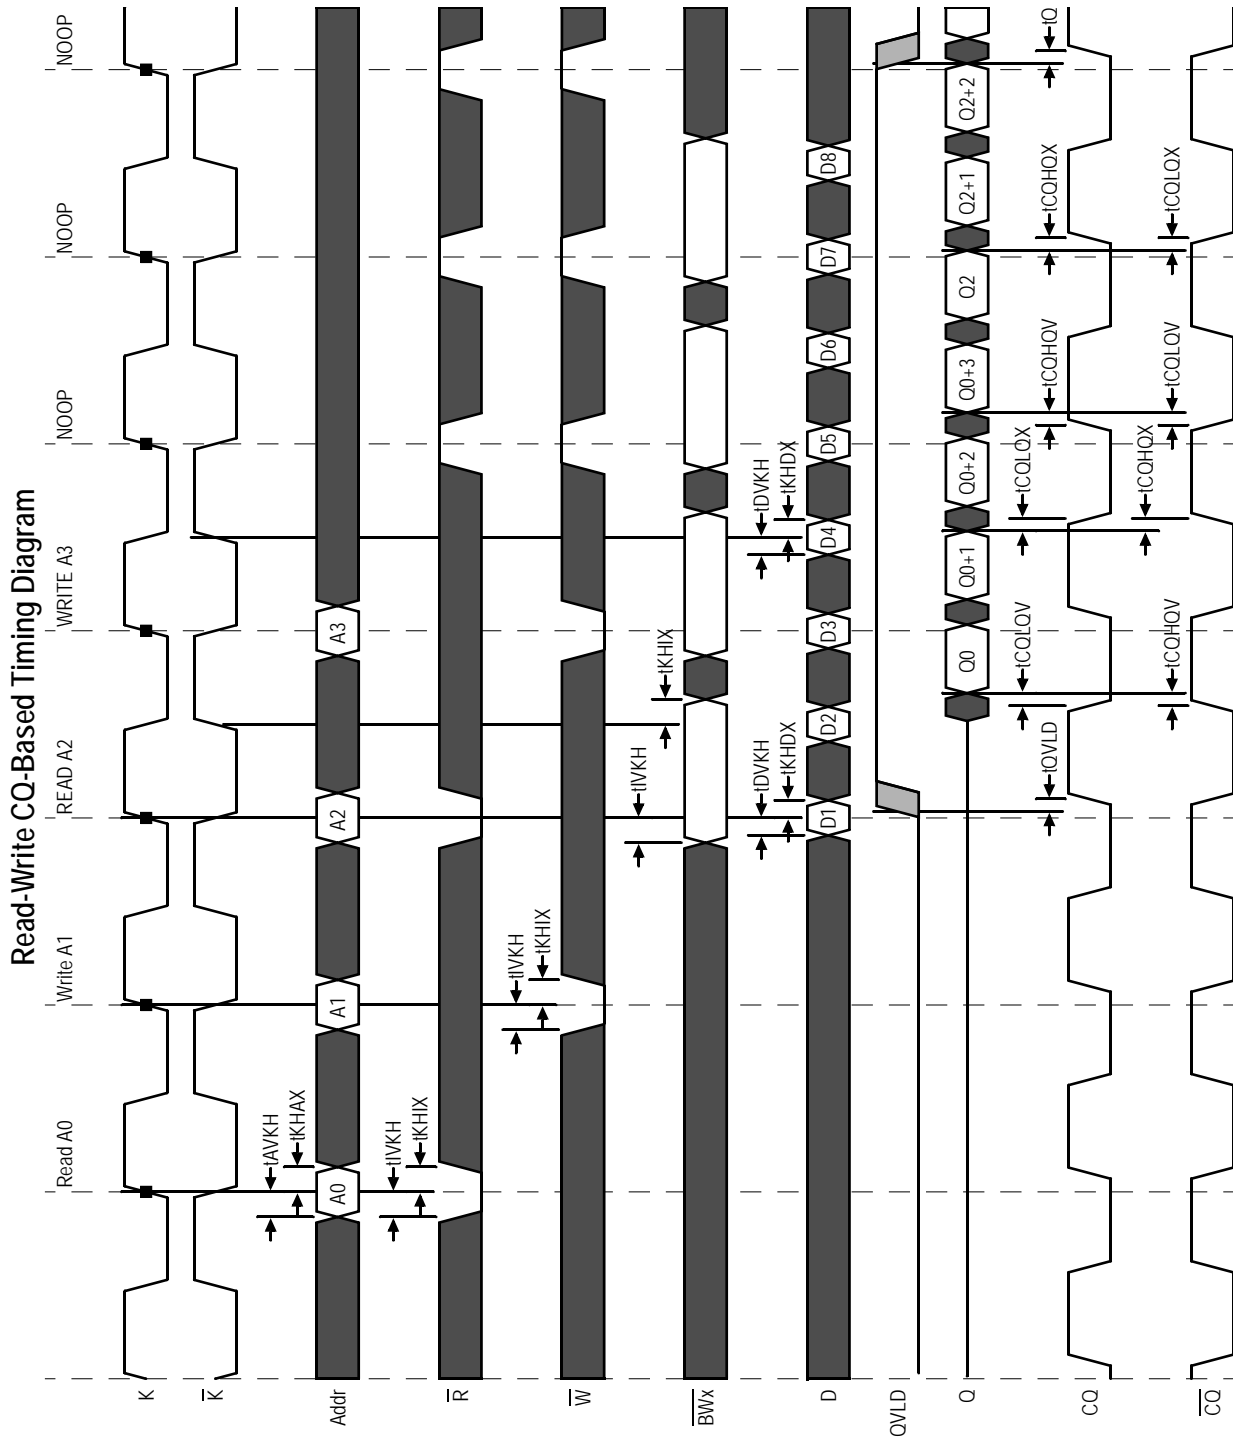 Read-Write CQ-Based Timing Diagram
Read A0 Write A1 READ A2 WRITE A3 NOOP NOOP NOOP
K
K
tAVKH
tKHAX
Addr A0 A1 A2 A3
tIVKH
tKHIX
R
tIVKH
tKHIX
W
tIVKH tKHIX
BWx
tDVKH tDVKH
tKHDX tKHDX
D D1 D2 D3 D4 D5 D6 D7 D8
QVLD
Q Q0 Q0+1 Q0+2 Q0+3 Q2 Q2+1 Q2+2
tCQLQV tCQLQX
tQVLD tCQHQV tCQHQX tQ
CQ
tCQHQX
tCQHQV tCQLQV tCQLQX
CQ